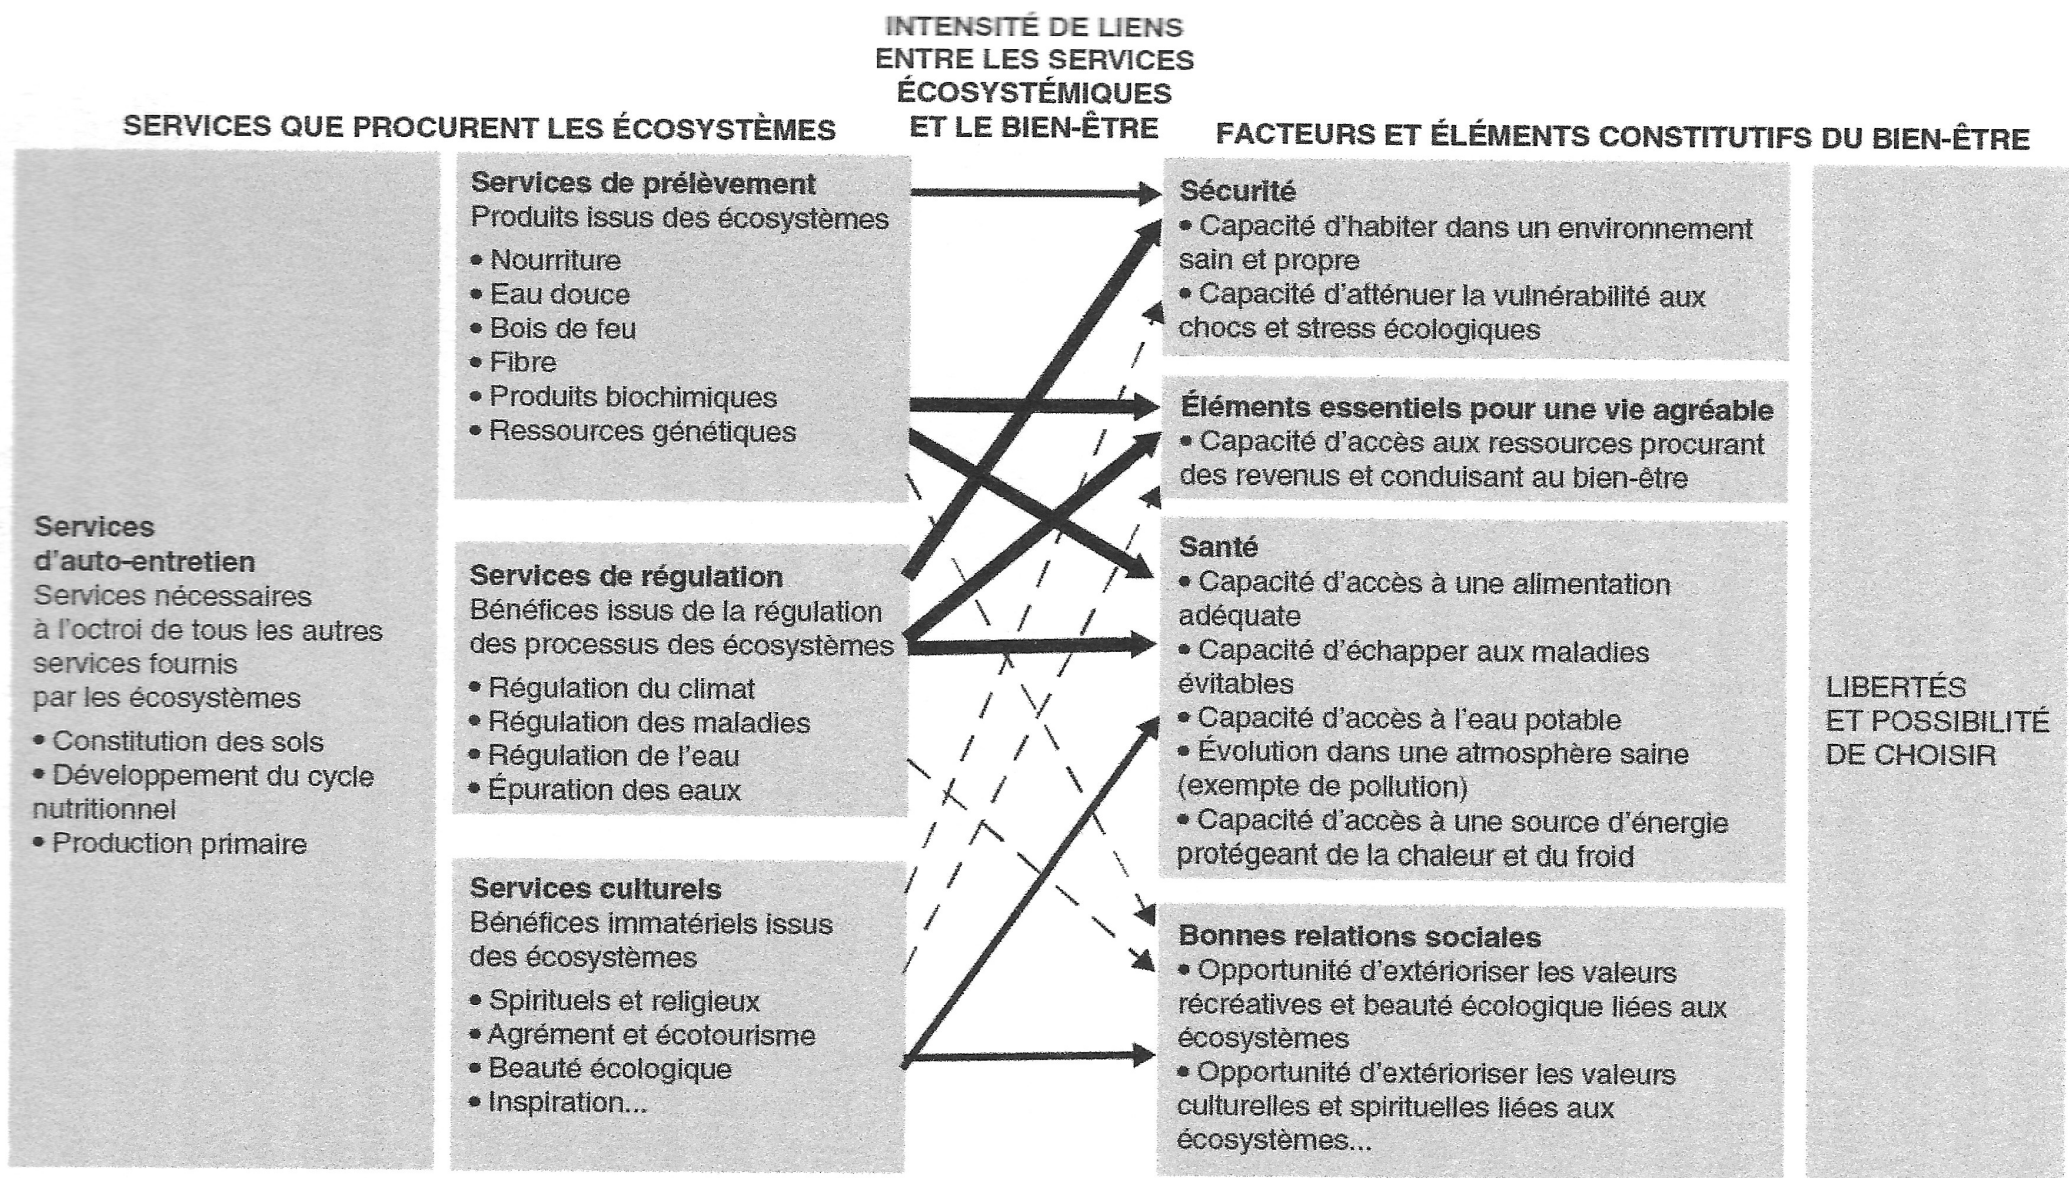 INTENSITÉ DE LIENS
ENTRE LES SERVICES
ÉCOSYSTÉMIQUES
ET LE BIEN-ÊTRE
SERVICES QUE PROCURENT LES ÉCOSYSTÈMES
FACTEURS ET ÉLÉMENTS CONSTITUTIFS DU BIEN-ÊTRE
Services
d'auto-entretien
Services nécessaires
à l'octroi de tous les autres
services fournis
par les écosystèmes
• Constitution des sols
• Développement du cycle
nutritionnel
• Production primaire
Services de prélèvement
Produits issus des écosystèmes
• Nourriture
• Eau douce
• Bois de feu
• Fibre
• Produits biochimiques
• Ressources génétiques
Services de régulation
Bénéfices issus de la régulation
des processus des écosystèmes
• Régulation du climat
• Régulation des maladies
• Régulation de l'eau
• Épuration des eaux
Services culturels
Bénéfices immatériels issus
des écosystèmes
• Spirituels et religieux
• Agrément et écotourisme
• Beauté écologique
• Inspiration...
Sécurité
• Capacité d'habiter dans un environnement
sain et propre
• Capacité d'atténuer la vulnérabilité aux
chocs et stress écologiques
Éléments essentiels pour une vie agréable
• Capacité d'accès aux ressources procurant
des revenus et conduisant au bien-être
Santé
• Capacité d'accès à une alimentation
adéquate
• Capacité d'échapper aux maladies
évitables
• Capacité d'accès à l'eau potable
• Évolution dans une atmosphère saine
(exempte de pollution)
• Capacité d'accès à une source d'énergie
protégeant de la chaleur et du froid
Bonnes relations sociales
• Opportunité d'extérioriser les valeurs
récréatives et beauté écologique liées aux
écosystèmes
• Opportunité d'extérioriser les valeurs
culturelles et spirituelles liées aux
écosystèmes...
LIBERTÉS
ET POSSIBILITÉ
DE CHOISIR